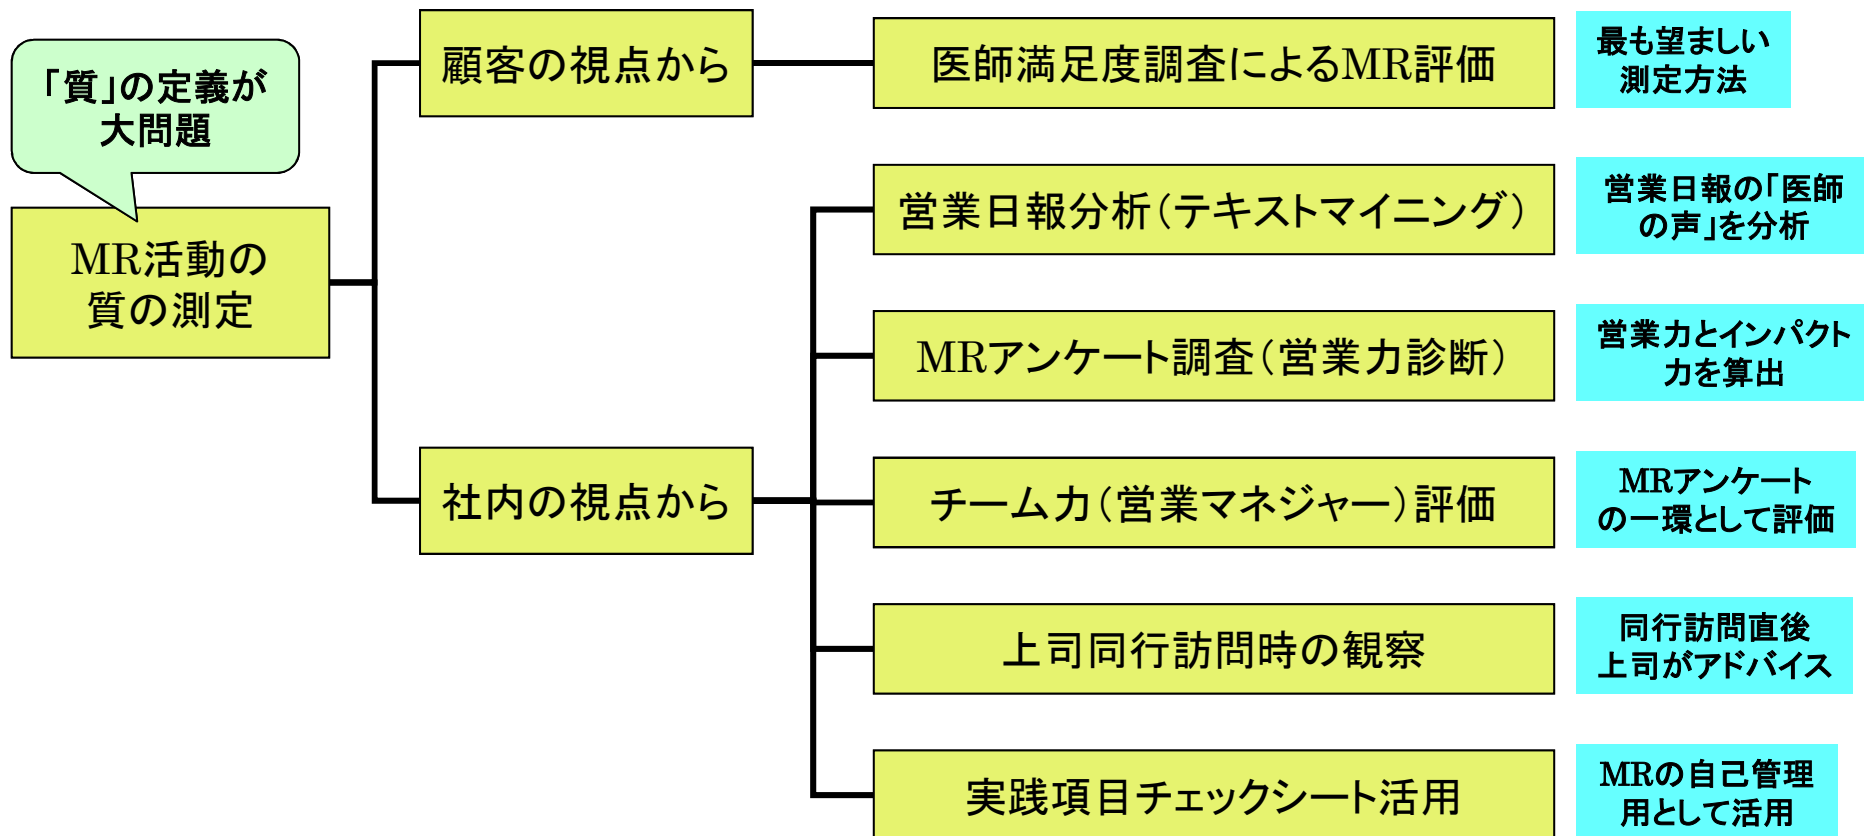 「質」の定義が
大問題
MR活動の
質の測定
顧客の視点から
医師満足度調査によるMR評価
最も望ましい
測定方法
社内の視点から
営業日報分析（テキストマイニング）
営業日報の「医師
の声」を分析
MRアンケート調査（営業力診断）
営業力とインパクト
力を算出
チーム力（営業マネジャー）評価
MRアンケート
の一環として評価
上司同行訪問時の観察
同行訪問直後
上司がアドバイス
実践項目チェックシート活用
MRの自己管理
用として活用